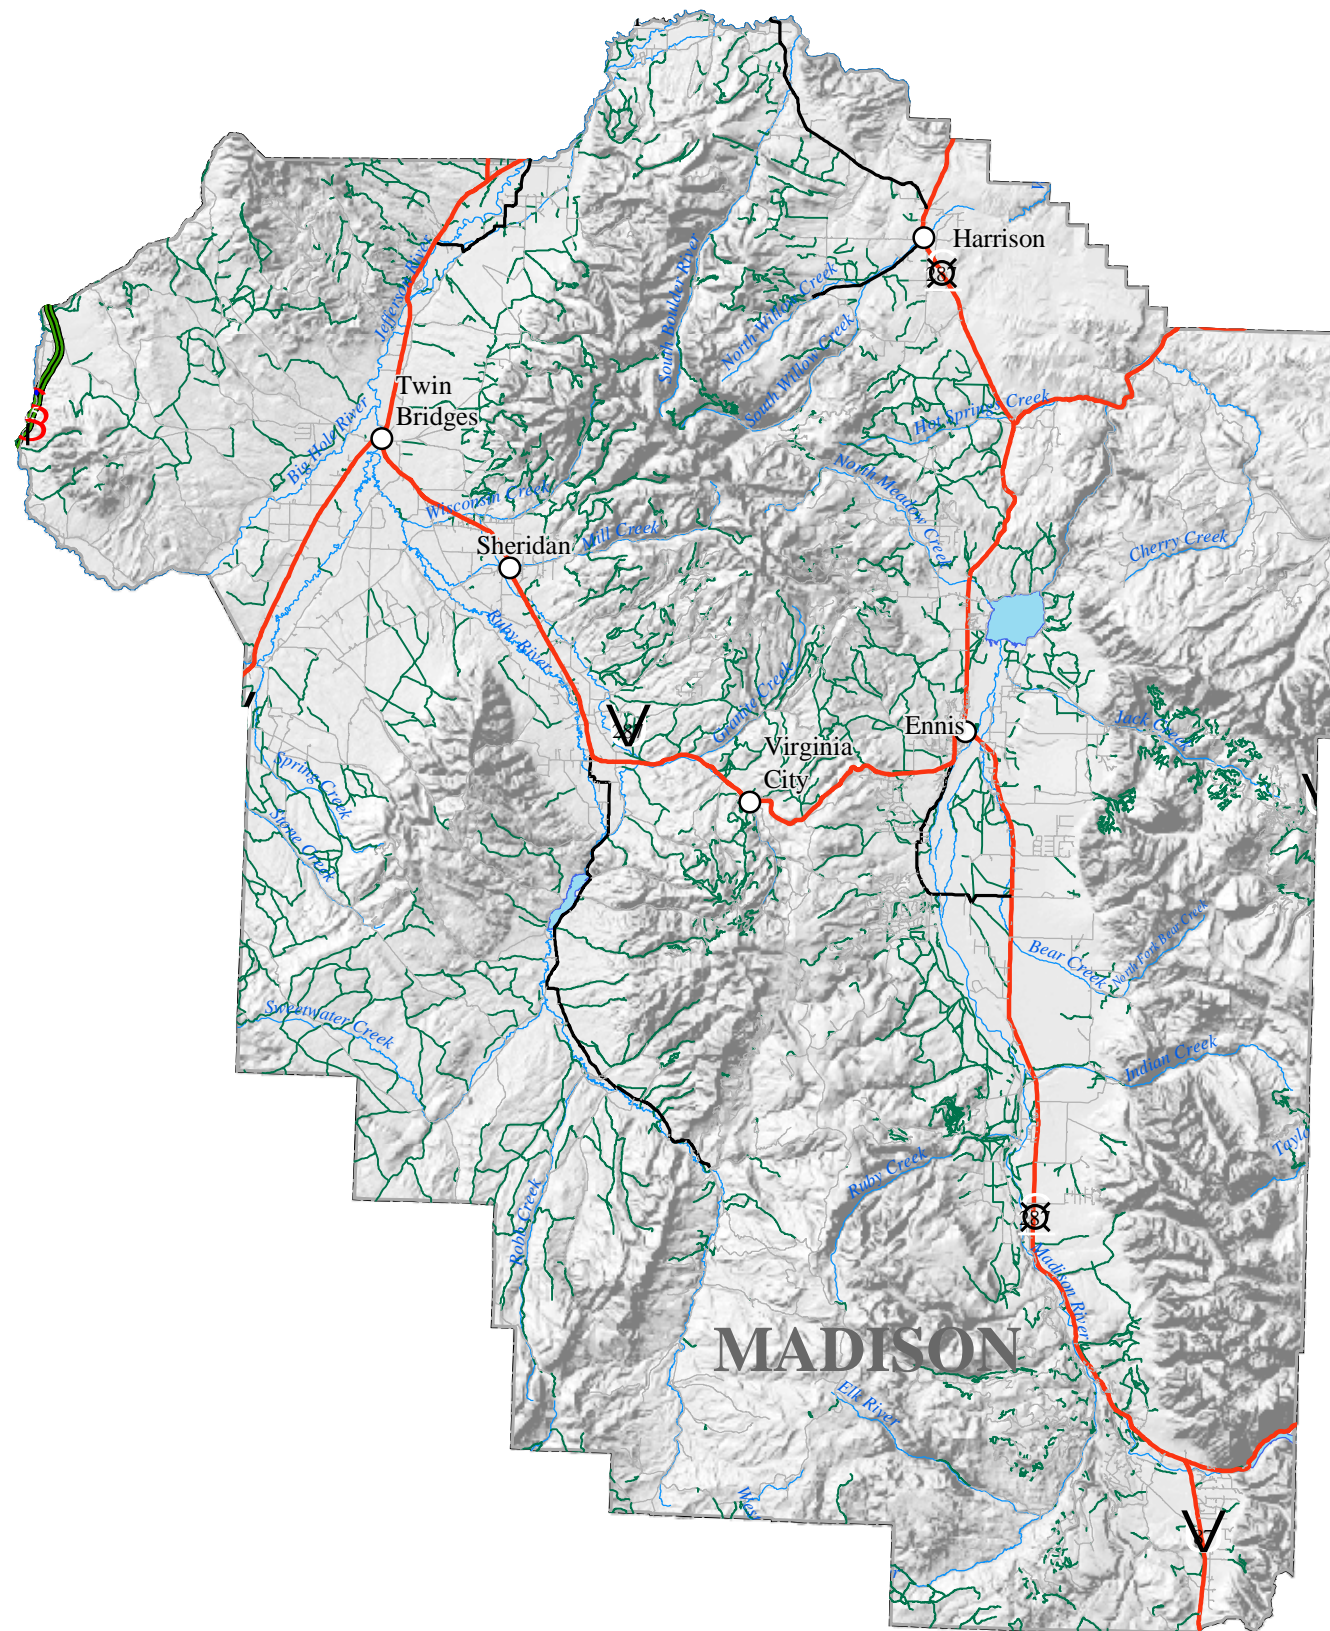 Harrison
Jefferson River
South Boulder River
North Willow Creek
South Willow Creek
Twin
Bridges
Hot Springs Creek
Big Hole River
North Meadow Creek
Wisconsin Creek
Mill Creek
Cherry Creek
Sheridan
Ruby River
Granite Creek
Jack Creek
Ennis
Virginia
City
Spring Creek
Stone Creek
Bear Creek
North Fork Bear Creek
Sweetwater Creek
Indian Creek
Ruby Creek
Robb Creek
Madison River
MADISON
Elk River